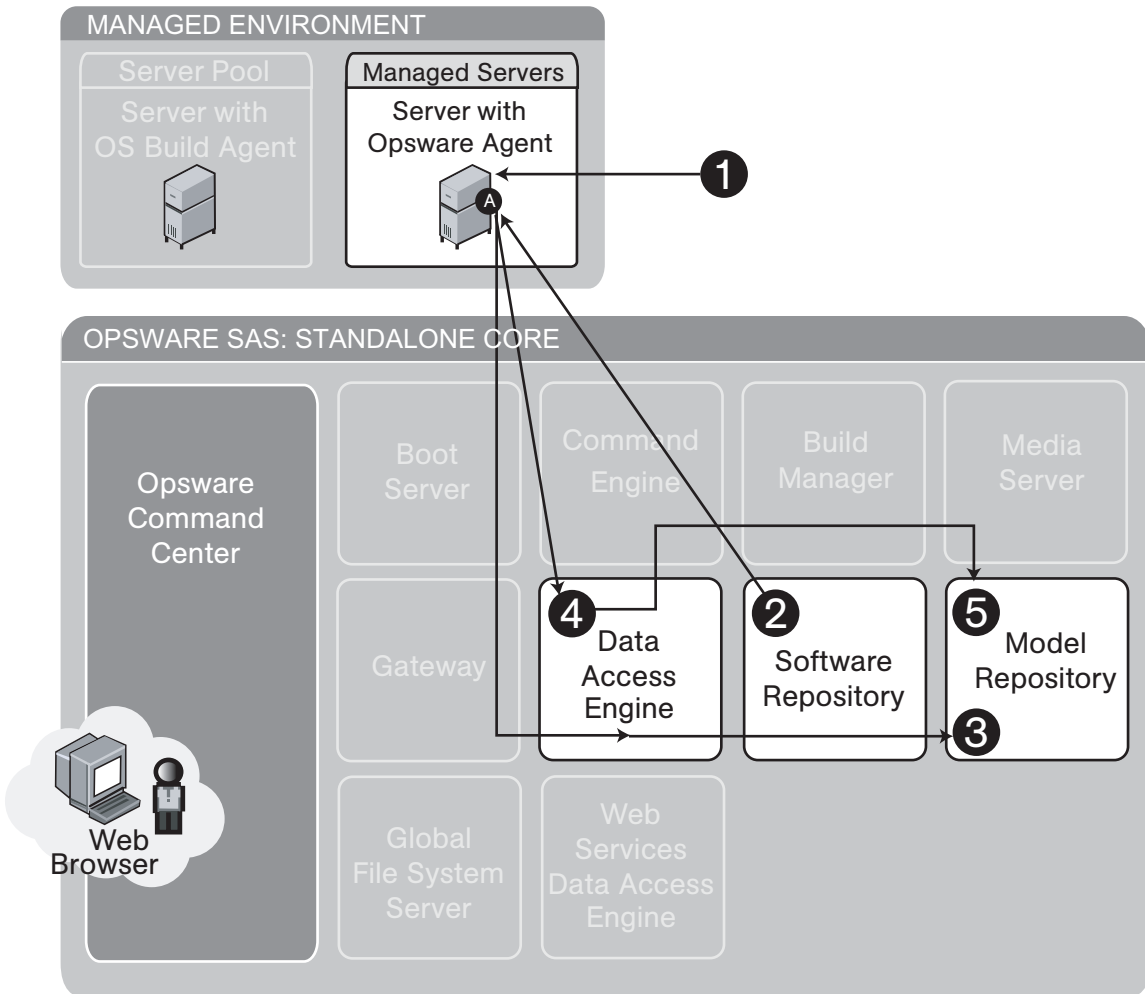 MANAGED ENVIRONMENT
Server Pool
Server with
OS Build Agent
Managed Servers
Server with
Opsware Agent
A
1
OPSWARE SAS: STANDALONE CORE
Opsware
Command
Center
Boot
Server
Command
Engine
Build
Manager
Media
Server
Gateway
4
Data
Access
Engine
2
Software
Repository
5
Model
Repository
3
Web
Browser
Global
File System
Server
Web
Services
Data Access
Engine